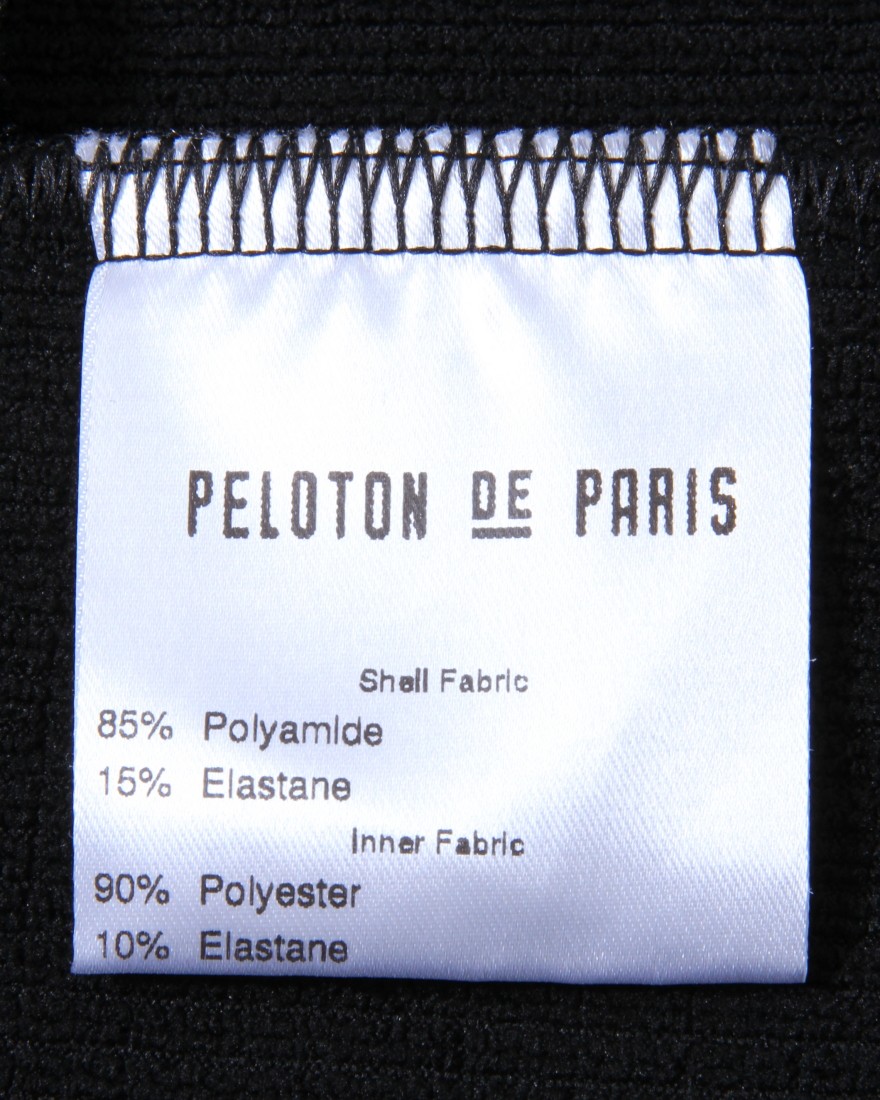 PELOTON DE PARIS
Shell Fabric
85% Polyamide
15% Elastane
Inner Fabric
90% Polyester
10% Elastane